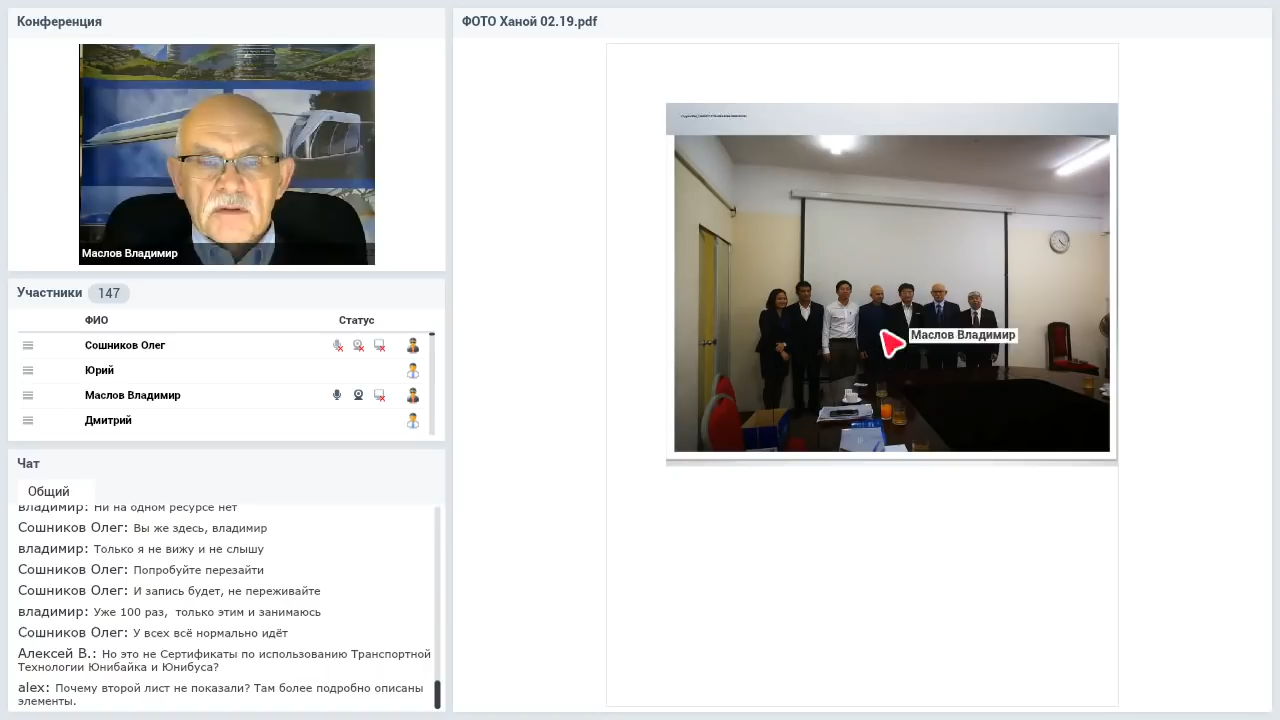 Конференция
Маслов Владимир
Участники 147
ФИО Статус
Сошников Олег
Юрий
Маслов Владимир
Дмитрий
Чат
Общий
владимир: Ни на одном ресурсе нет
Сошников Олег: Вы же здесь, владимир
владимир: Только я не вижу и не слышу
Сошников Олег: Попробуйте перезайти
Сошников Олег: И запись будет, не переживайте
владимир: Уже 100 раз, только этим и занимаюсь
Сошников Олег: У всех всё нормально идёт
Алексей В.: Но это не Сертификаты по использованию Транспортной
Технологии Юнибайка и Юнибуса?
alex: Почему второй лист не показали? Там более подробно описаны
элементы.
ФОТО Ханой 02.19.pdf
Маслов Владимир